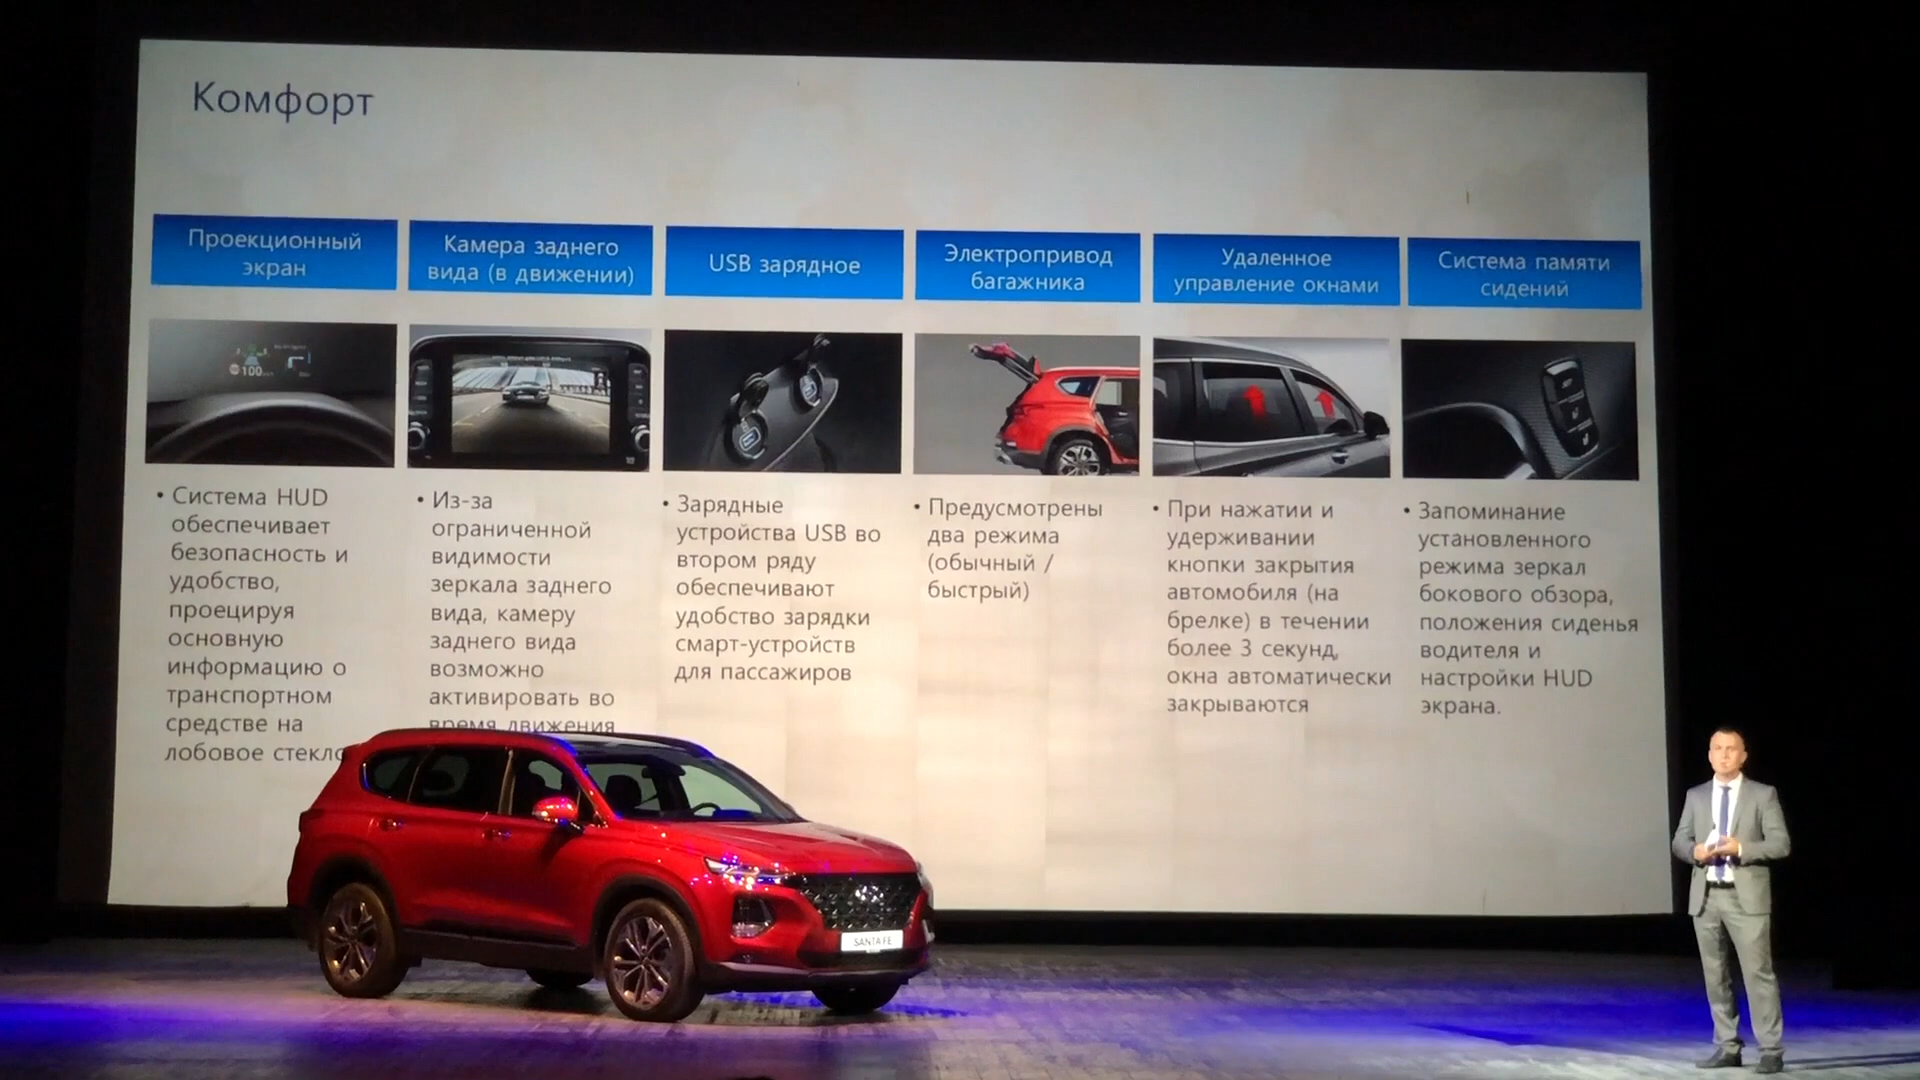 Комфорт
Проекционный
экран
Камера заднего
вида (в движении)
USB зарядное
Электропривод
багажника
Удаленное
управление окнами
Система памяти
сидений
100
• Система HUD
обеспечивает
безопасность и
удобство,
проецируя
основную
информацию о
транспортном
средстве на
лобовое стекло
• Из-за
ограниченной
видимости
зеркала заднего
вида, камеру
заднего вида
возможно
активировать во
время движения
• Зарядные
устройства USB во
втором ряду
обеспечивают
удобство зарядки
смарт-устройств
для пассажиров
• Предусмотрены
два режима
(обычный /
быстрый)
• При нажатии и
удерживании
кнопки закрытия
автомобиля (на
брелке) в течении
более 3 секунд,
окна автоматически
закрываются
• Запоминание
установленного
режима зеркал
бокового обзора,
положения сиденья
водителя и
настройки HUD
экрана.
SANTA FE